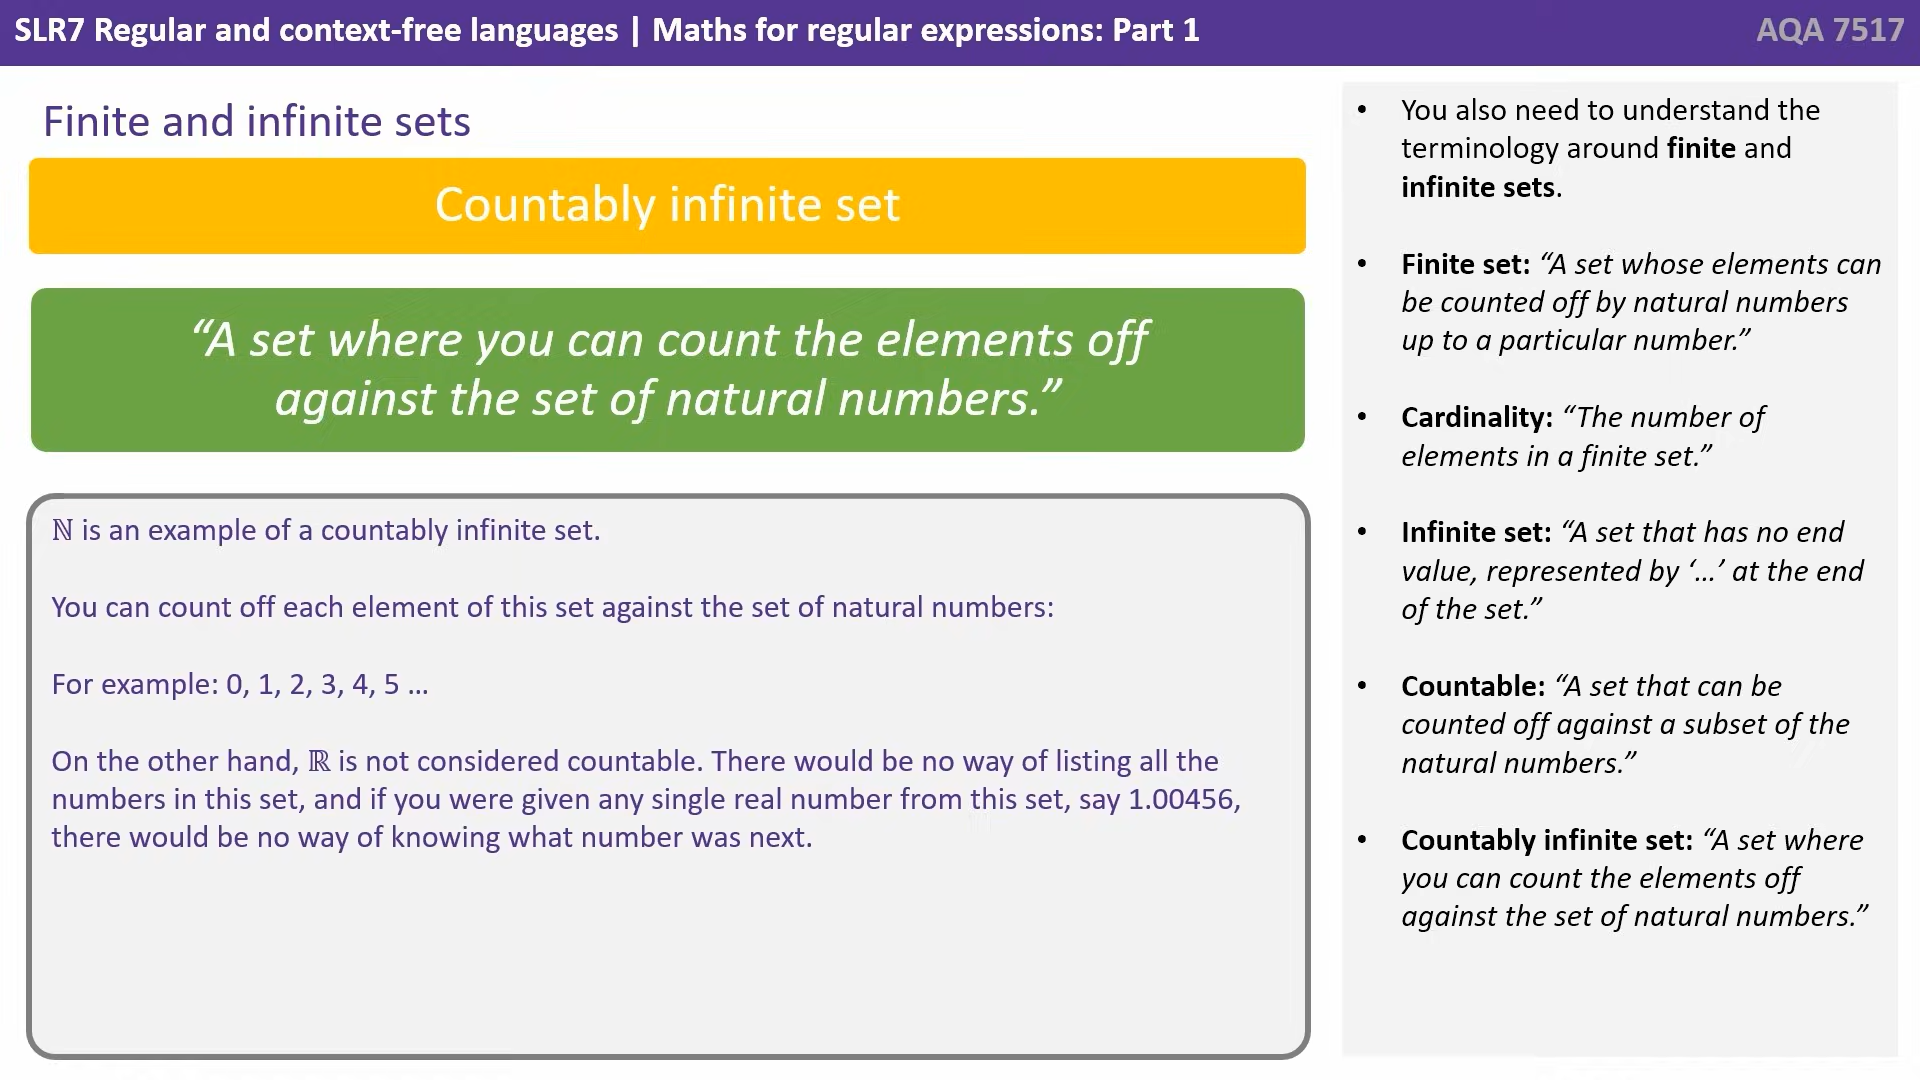 SLR7 Regular and context-free languages | Maths for regular expressions: Part 1
AQA 7517
Finite and infinite sets
Countably infinite set
“A set where you can count the elements off
against the set of natural numbers.”
ℕ is an example of a countably infinite set.
You can count off each element of this set against the set of natural numbers:
For example: 0, 1, 2, 3, 4, 5 …
On the other hand, ℝ is not considered countable. There would be no way of listing all the
numbers in this set, and if you were given any single real number from this set, say 1.00456,
there would be no way of knowing what number was next.
• You also need to understand the
terminology around finite and
infinite sets.
• Finite set: “A set whose elements can
be counted off by natural numbers
up to a particular number.”
• Cardinality: “The number of
elements in a finite set.”
• Infinite set: “A set that has no end
value, represented by ‘…’ at the end
of the set.”
• Countable: “A set that can be
counted off against a subset of the
natural numbers.”
• Countably infinite set: “A set where
you can count the elements off
against the set of natural numbers.”